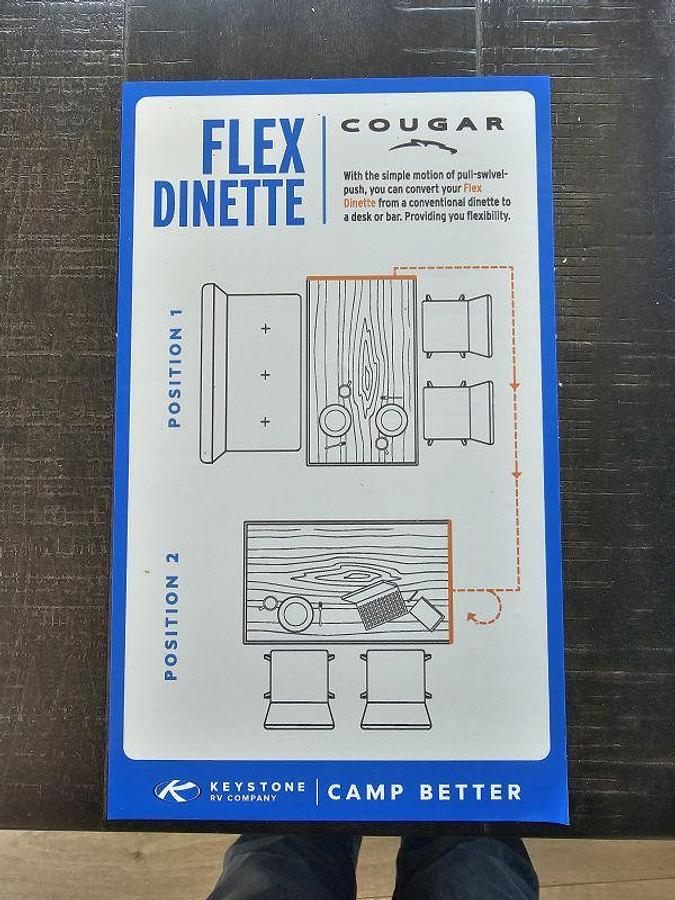 FLEX
DINETTE
COUGAR
With the simple motion of pull-swivel-
push, you can convert your Flex
Dinette from a conventional dinette to
a desk or bar. Providing you flexibility.
POSITION 1
POSITION 2
KEYSTONE
RV COMPANY
CAMP BETTER